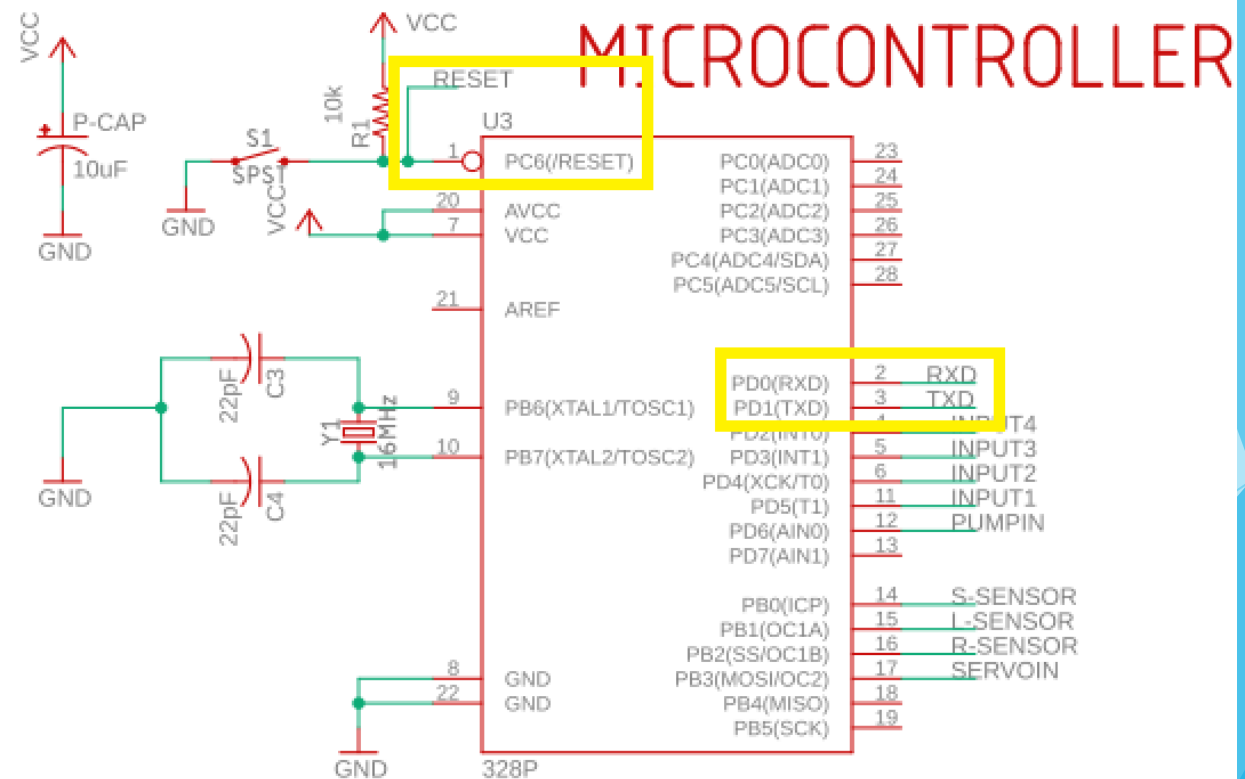 MICROCONTROLLER
VCC
VCC
RESET
10k
R1
P-CAP
10uF
GND
S1
SPST
GND
VCC
U3
1 PC6(/RESET)
20 AVCC
7 VCC
21 AREF
9 PB6(XTAL1/TOSC1)
10 PB7(XTAL2/TOSC2)
8 GND
22 GND
22pF
C3
Y1
16MHz
22pF
C4
GND
GND
PC0(ADC0) 23
PC1(ADC1) 24
PC2(ADC2) 25
PC3(ADC3) 26
PC4(ADC4/SDA) 27
PC5(ADC5/SCL) 28
PD0(RXD) 2 RXD
PD1(TXD) 3 TXD
PD2(INT0) 4 INPUT4
PD3(INT1) 5 INPUT3
PD4(XCK/T0) 6 INPUT2
PD5(T1) 11 INPUT1
PD6(AIN0) 12 PUMPIN
PD7(AIN1) 13
PB0(ICP) 14 S-SENSOR
PB1(OC1A) 15 L-SENSOR
PB2(SS/OC1B) 16 R-SENSOR
PB3(MOSI/OC2) 17 SERVOIN
PB4(MISO) 18
PB5(SCK) 19
328P